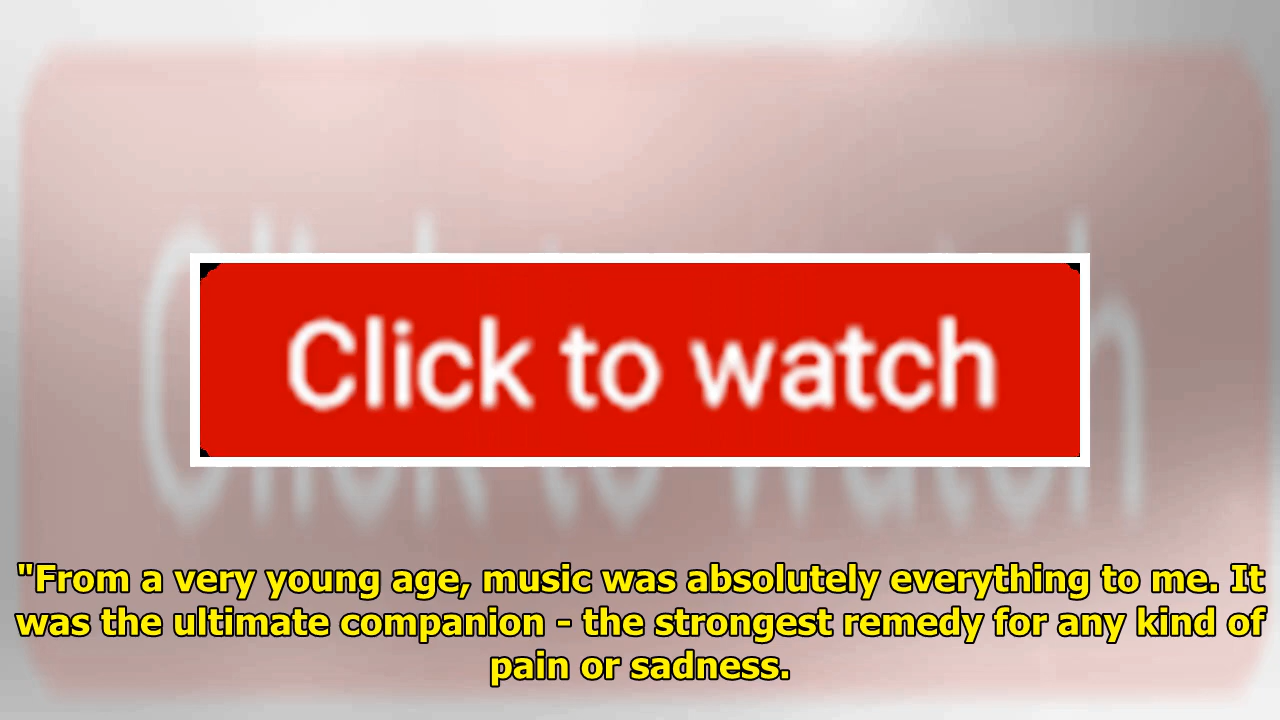 Click to watch
"From a very young age, music was absolutely everything to me. It
was the ultimate companion - the strongest remedy for any kind of
pain or sadness.